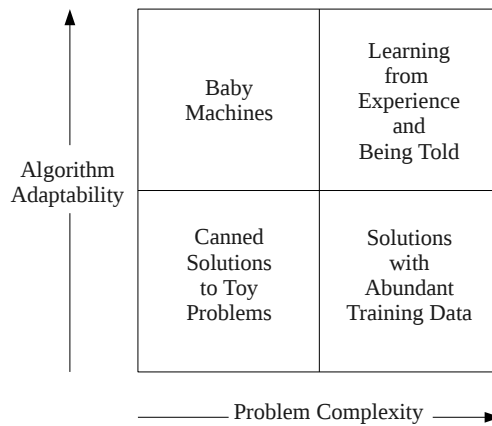 Baby
Machines
Learning
from
Experience
and
Being Told
Algorithm
Adaptability
Canned
Solutions
to Toy
Problems
Solutions
with
Abundant
Training Data
Problem Complexity